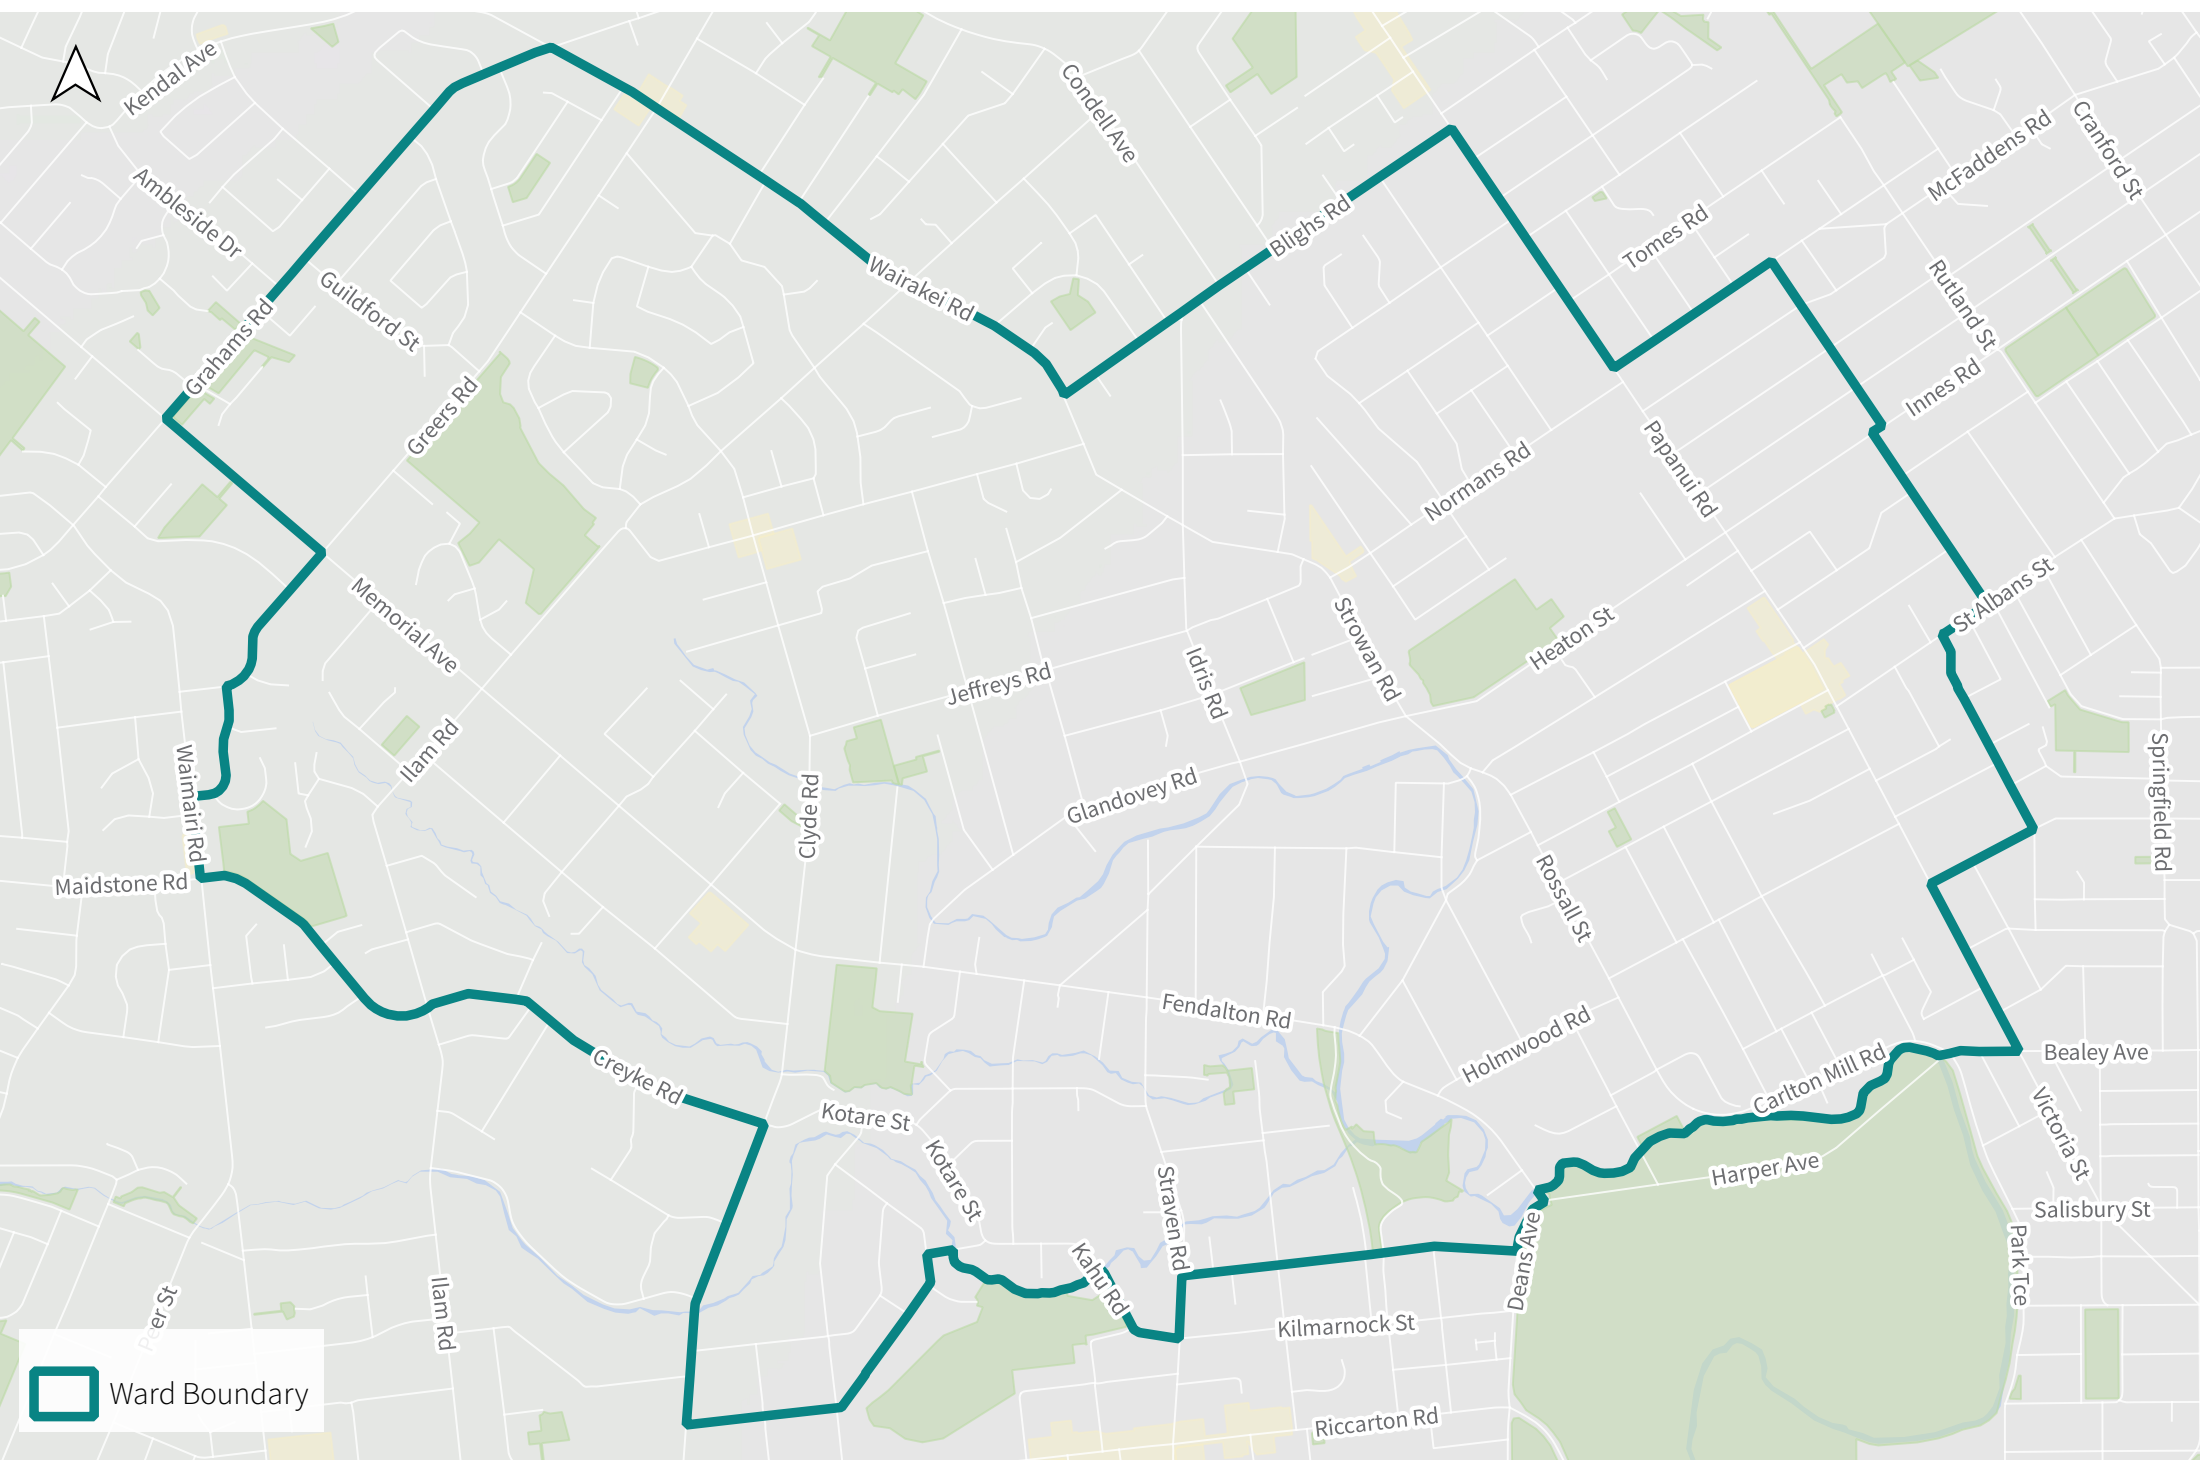 Kendal Ave
Condell Ave
Cranford St
McFaddens Rd
Ambleside Dr
Blighs Rd
Tomes Rd
Wairakei Rd
Guildford St
Rutland St
Grahams Rd
Innes Rd
Greers Rd
Papanui Rd
Normans Rd
Memorial Ave
St Albans St
Strowan Rd
Heaton St
Jeffreys Rd
Idris Rd
Ilam Rd
Waimairi Rd
Clyde Rd
Glandovey Rd
Springfield Rd
Maidstone Rd
Rossall St
Fendalton Rd
Holmwood Rd
Bealey Ave
Creyke Rd
Carlton Mill Rd
Kotare St
Victoria St
Kotare St
Harper Ave
Straven Rd
Salisbury St
Kahu Rd
Deans Ave
Park Tce
Peer St
Ilam Rd
Kilmarnock St
Riccarton Rd
Ward Boundary